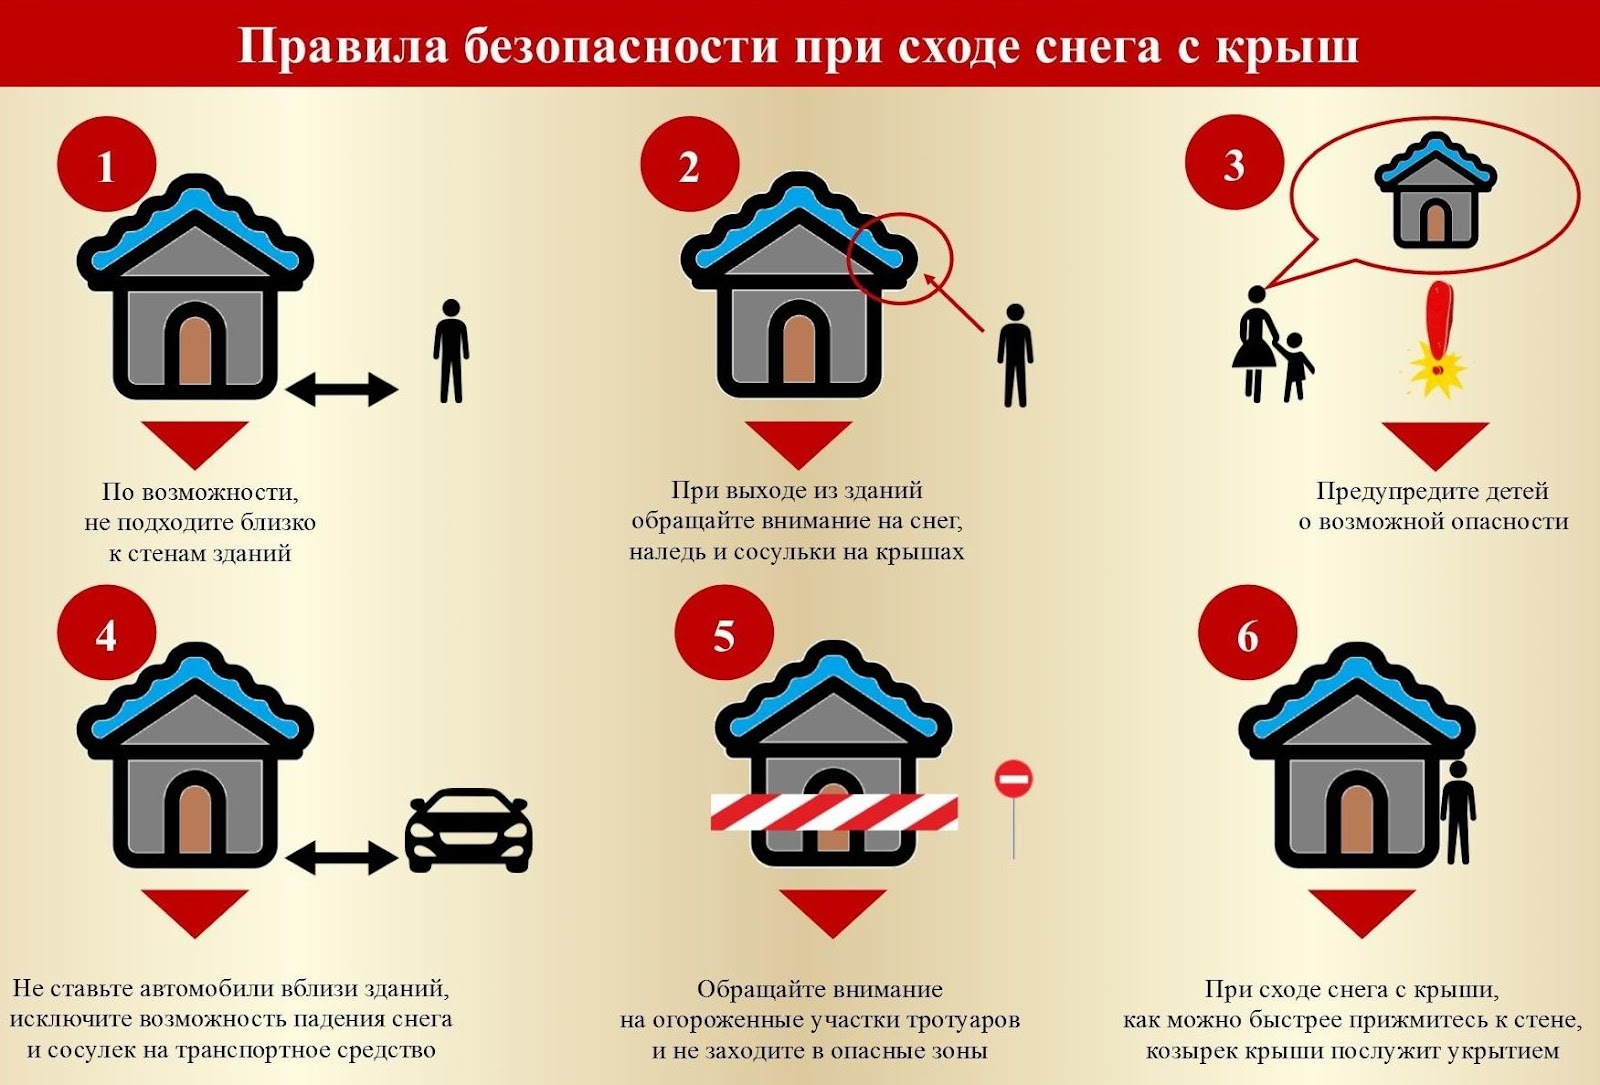 Правила безопасности при сходе снега с крыш
1
По возможности,
не подходите близко
к стенам зданий
2
При выходе из зданий
обращайте внимание на снег,
наледь и сосульки на крышах
3
Предупредите детей
о возможной опасности
4
Не ставьте автомобили вблизи зданий,
исключите возможность падения снега
и сосулек на транспортное средство
5
Обращайте внимание
на огороженные участки тротуаров
и не заходите в опасные зоны
6
При сходе снега с крыши,
как можно быстрее прижмитесь к стене,
козырек крыши послужит укрытием